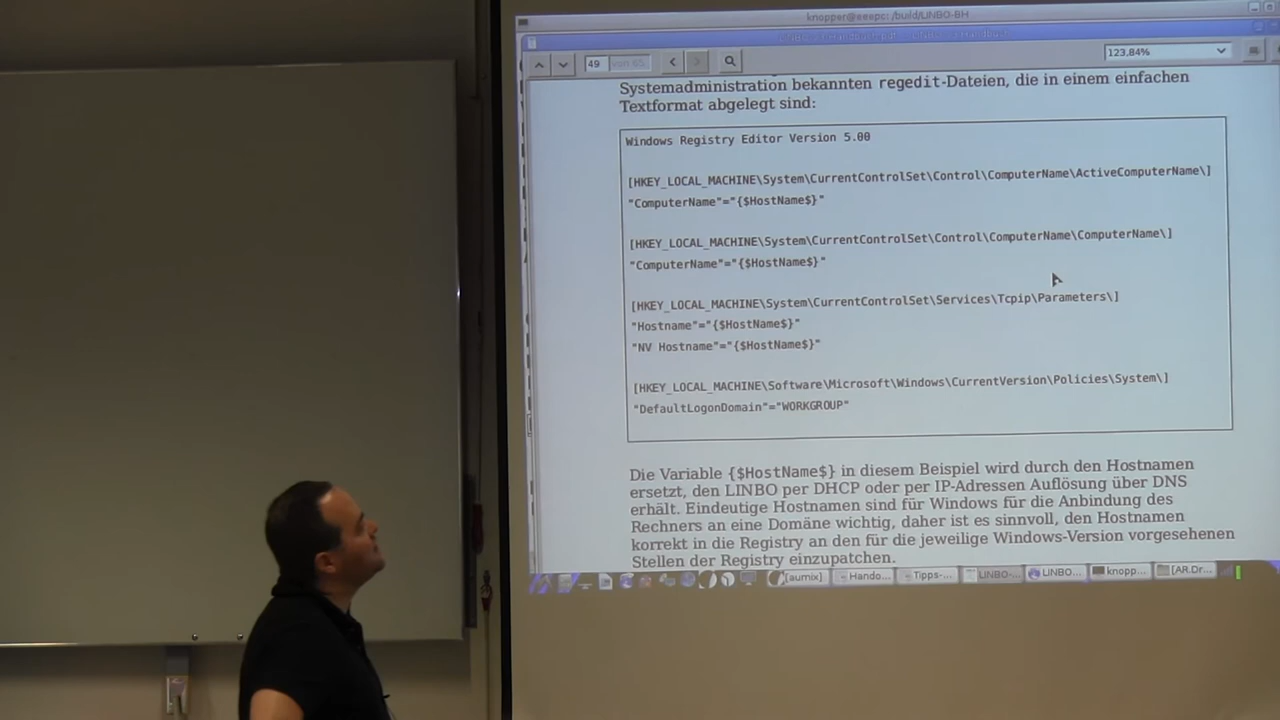 knopper@eeepc: /build/LINBO-BH
49 von 65
123,84%
Systemadministration bekannten regedit-Dateien, die in einem einfachen
Textformat abgelegt sind:
Windows Registry Editor Version 5.00
[HKEY_LOCAL_MACHINE\System\CurrentControlSet\Control\ComputerName\ActiveComputerName\]
"ComputerName"="{$HostName$}"
[HKEY_LOCAL_MACHINE\System\CurrentControlSet\Control\ComputerName\ComputerName\]
"ComputerName"="{$HostName$}"
[HKEY_LOCAL_MACHINE\System\CurrentControlSet\Services\Tcpip\Parameters\]
"Hostname"="{$HostName$}"
"NV Hostname"="{$HostName$}"
[HKEY_LOCAL_MACHINE\Software\Microsoft\Windows\CurrentVersion\Policies\System\]
"DefaultLogonDomain"="WORKGROUP"
Die Variable {$HostName$} in diesem Beispiel wird durch den Hostnamen
ersetzt, den LINBO per DHCP oder per IP-Adressen Auflösung über DNS
erhält. Eindeutige Hostnamen sind für Windows für die Anbindung des
Rechners an eine Domäne wichtig, daher ist es sinnvoll, den Hostnamen
korrekt in die Registry an den für die jeweilige Windows-Version vorgesehenen
Stellen der Registry einzupatchen.
[aumix] Hando... Tipps-... LINBO-... LINBO... knopp... [AR.Dr...